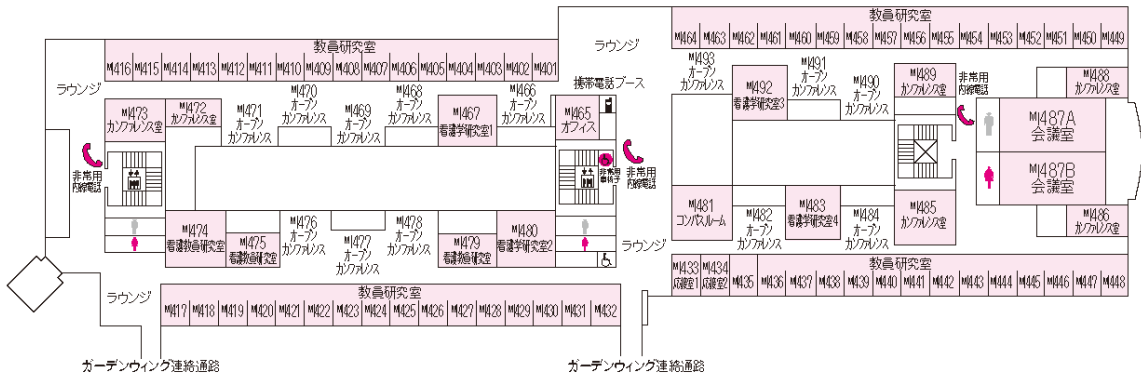 教員研究室
M464 M463 M462 M461 M460 M459 M458 M457 M456 M455 M454 M453 M452 M451 M450 M449
ラウンジ
教員研究室
M416 M415 M414 M413 M412 M411 M410 M409 M408 M407 M406 M405 M404 M403 M402 M401
ラウンジ
携帯電話ブース
M493
オープン
カンファレンス
M492
看護学研究室3
M491
オープン
カンファレンス
M490
オープン
カンファレンス
M489
カンファレンス室
非常用
内線電話
M488
カンファレンス室
M473
カンファレンス室
M472
カンファレンス室
M471
オープン
カンファレンス
M470
オープン
カンファレンス
M469
オープン
カンファレンス
M468
オープン
カンファレンス
M467
看護学研究室1
M466
オープン
カンファレンス
M465
オフィス
M487A
会議室
M487B
会議室
非常用
内線電話
非常用
車椅子
非常用
内線電話
M481
コンパスルーム
M482
オープン
カンファレンス
M483
看護学研究室4
M484
オープン
カンファレンス
M485
カンファレンス室
M486
カンファレンス室
M474
看護教員研究室
M475
看護教員研究室
M476
オープン
カンファレンス
M477
オープン
カンファレンス
M478
オープン
カンファレンス
M479
看護教員研究室
M480
看護学研究室2
ラウンジ
教員研究室
M433
応接室1
M434
応接室2
M435 M436 M437 M438 M439 M440 M441 M442 M443 M444 M445 M446 M447 M448
ラウンジ
教員研究室
M417 M418 M419 M420 M421 M422 M423 M424 M425 M426 M427 M428 M429 M430 M431 M432
ガーデンウィング連絡通路
ガーデンウィング連絡通路